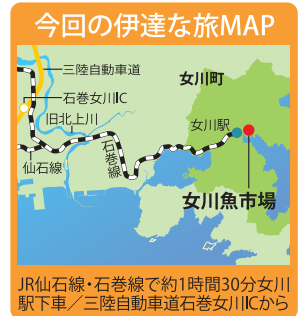 今回の伊達な旅MAP
三陸自動車道
女川町
石巻女川IC
旧北上川
女川駅
石巻線
仙石線
女川魚市場
JR仙石線・石巻線で約1時間30分女川
駅下車／三陸自動車道石巻女川ICから